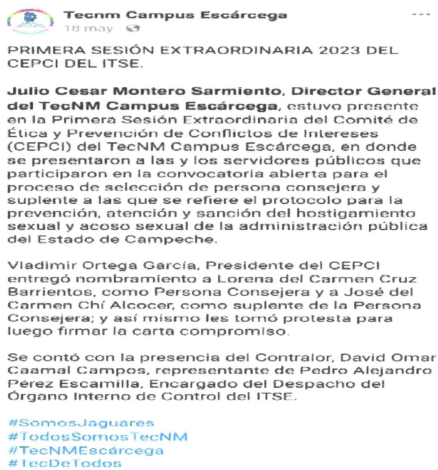 Tecnm Campus Escárcega
18 may
PRIMERA SESIÓN EXTRAORDINARIA 2023 DEL
CEPCI DEL ITSE.
Julio Cesar Montero Sarmiento, Director General
del TecNM Campus Escárcega, estuvo presente
en la Primera Sesión Extraordinaria del Comité de
Ética y Prevención de Conflictos de Intereses
(CEPCI) del TecNM Campus Escárcega, en donde
se presentaron a las y los servidores públicos que
participaron en la convocatoria abierta para el
proceso de selección de persona consejera y
suplente a las que se refiere el protocolo para la
prevención, atención y sanción del hostigamiento
sexual y acoso sexual de la administración pública
del Estado de Campeche.
Vladimir Ortega García, Presidente del CEPCI
entregó nombramiento a Lorena del Carmen Cruz
Barrientos, como Persona Consejera y a José del
Carmen Chí Alcocer, como suplente de la Persona
Consejera; y así mismo les tomó protesta para
luego firmar la carta compromiso.
Se contó con la presencia del Contralor, David Omar
Caamal Campos, representante de Pedro Alejandro
Pérez Escamilla, Encargado del Despacho del
Órgano Interno de Control del ITSE.
#SomosJaguares
#TodosSomosTecNM
#TecNMEscárcega
#TecDeTodos